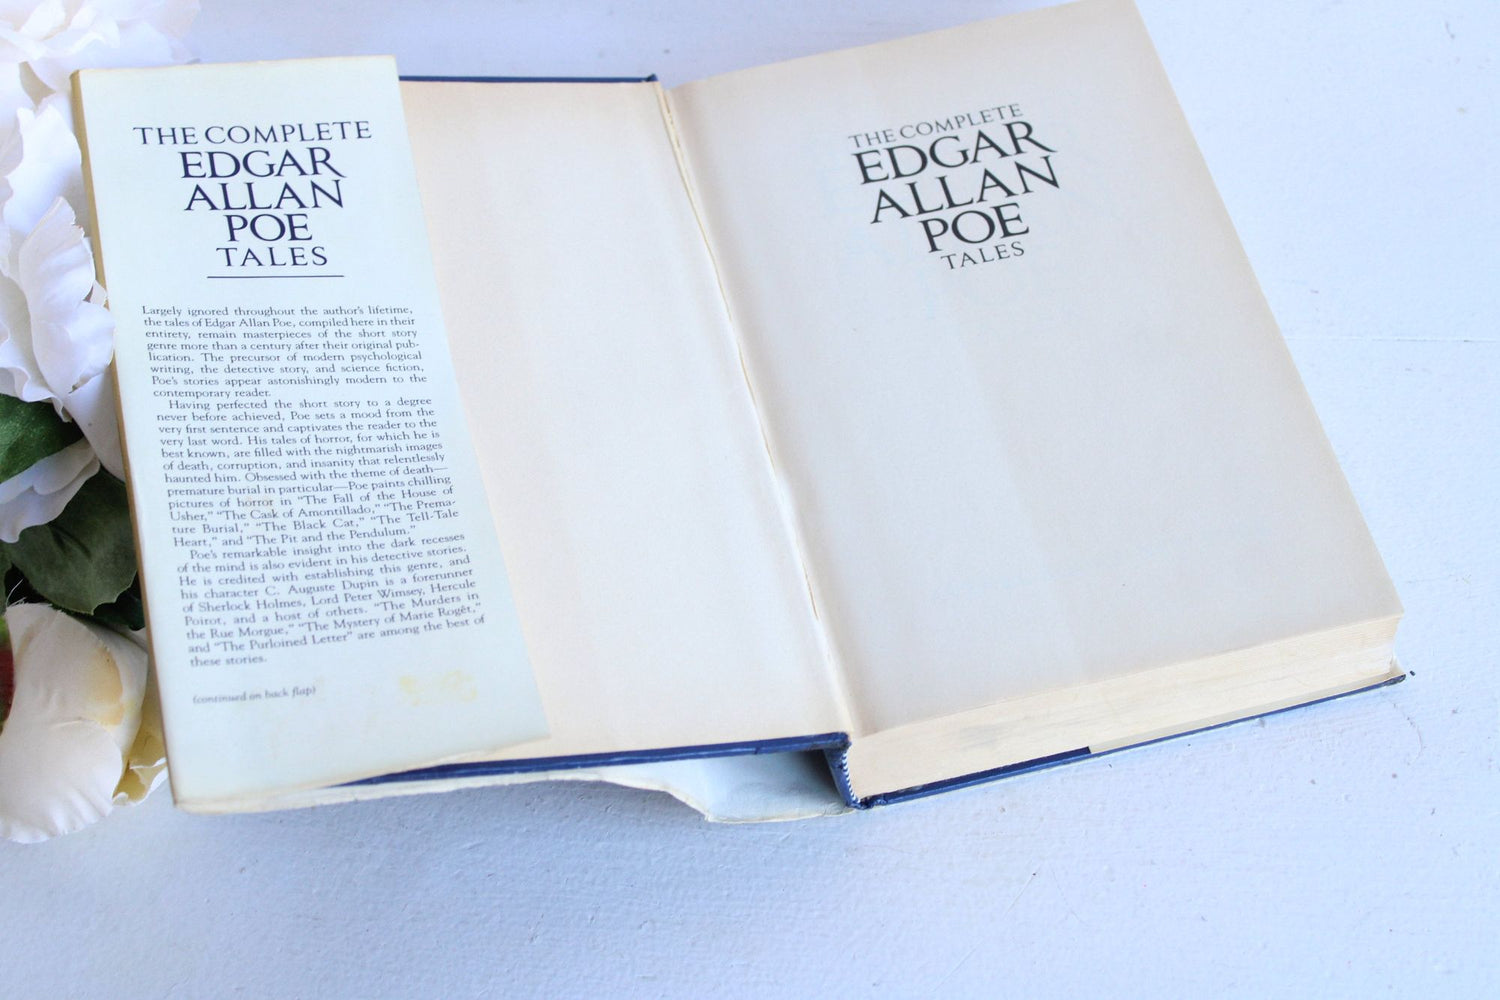 THE COMPLETE
EDGAR
ALLAN
POE
TALES
Largely ignored throughout the author's lifetime,
the tales of Edgar Allan Poe, compiled here in their
entirety, remain masterpieces of the short story
genre more than a century after their original pub-
lication. The precursor of modern psychological
writing, the detective story, and science fiction,
Poe's stories appear astonishingly modern to the
contemporary reader.
Having perfected the short story to a degree
never before achieved, Poe sets a mood from the
very first sentence and captivates the reader to the
very last word. His tales of horror, for which he is
best known, are filled with the nightmarish images
of death, corruption, and insanity that relentlessly
haunted him. Obsessed with the theme of death—
premature burial in particular—Poe paints chilling
pictures of horror in "The Fall of the House of
Usher," "The Cask of Amontillado," "The Prema-
ture Burial," "The Black Cat," "The Tell-Tale
Heart," and "The Pit and the Pendulum."
Poe's remarkable insight into the dark recesses
of the mind is also evident in his detective stories.
He is credited with establishing this genre, and
his character C. Auguste Dupin is a forerunner
of Sherlock Holmes, Lord Peter Wimsey, Hercule
Poirot, and a host of others. "The Murders in
the Rue Morgue," "The Mystery of Marie Rogêt,"
and "The Purloined Letter" are among the best of
these stories.
(continued on back flap)
THE COMPLETE
EDGAR
ALLAN
POE
TALES